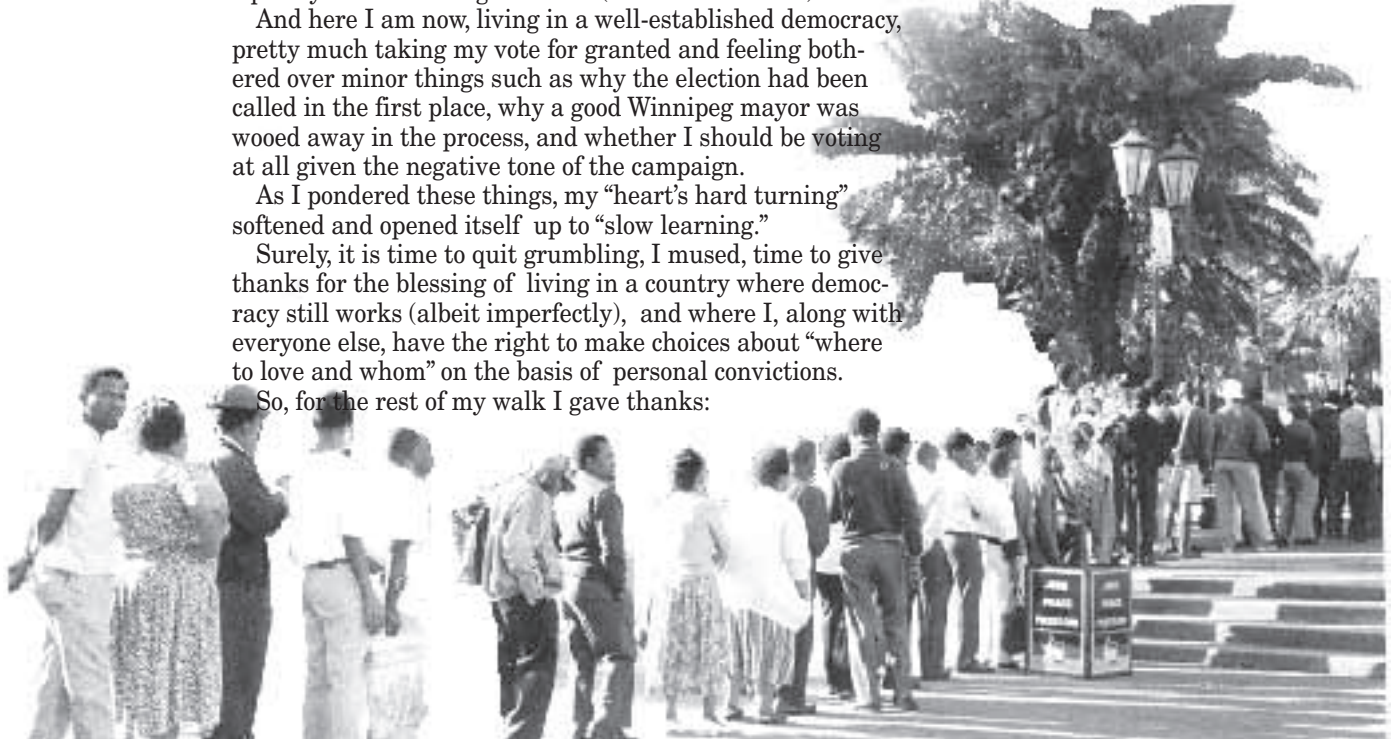 And here I am now, living in a well-established democracy,
pretty much taking my vote for granted and feeling both-
ered over minor things such as why the election had been
called in the first place, why a good Winnipeg mayor was
wooed away in the process, and whether I should be voting
at all given the negative tone of the campaign.
As I pondered these things, my “heart’s hard turning”
softened and opened itself up to “slow learning.”
Surely, it is time to quit grumbling, I mused, time to give
thanks for the blessing of living in a country where democ-
racy still works (albeit imperfectly), and where I, along with
everyone else, have the right to make choices about “where
to love and whom” on the basis of personal convictions.
So, for the rest of my walk I gave thanks: